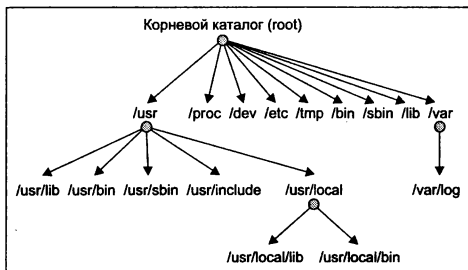 Корневой каталог (root)
/usr /proc /dev /etc /tmp /bin /sbin /lib /var
/usr/lib /usr/bin /usr/sbin /usr/include /usr/local /var/log
/usr/local/lib /usr/local/bin